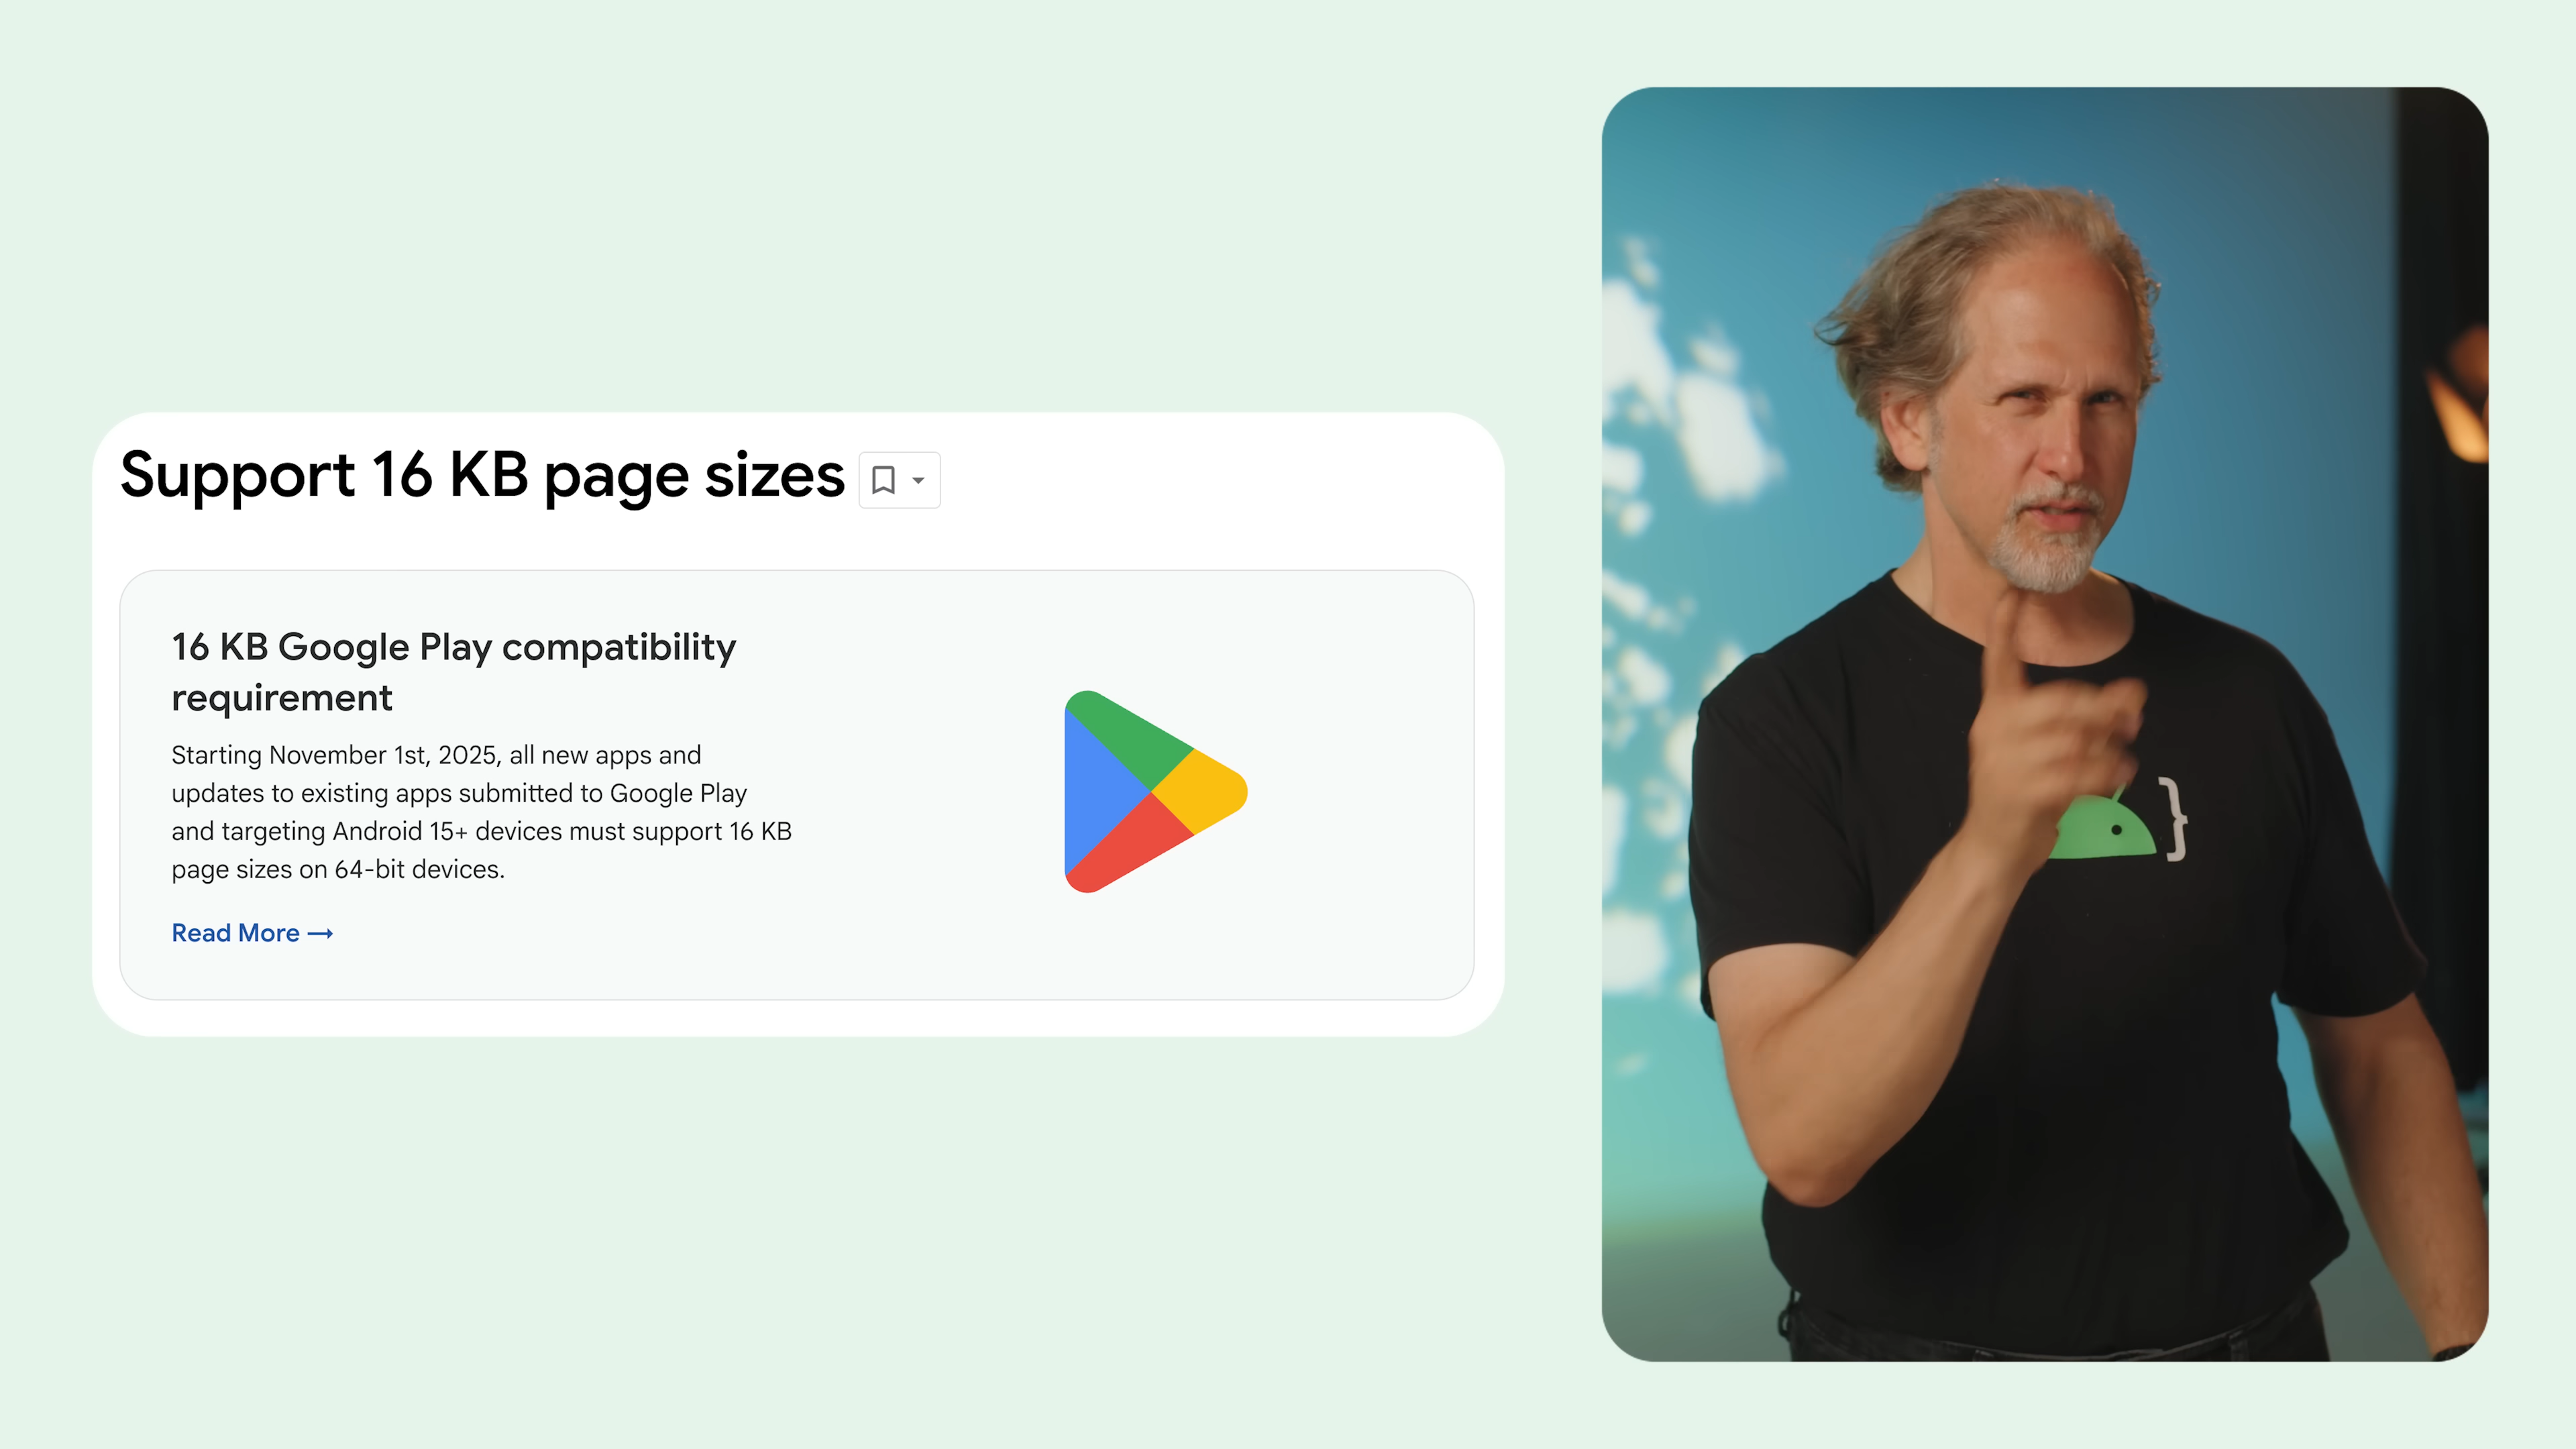 Support 16 KB page sizes
16 KB Google Play compatibility
requirement
Starting November 1st, 2025, all new apps and
updates to existing apps submitted to Google Play
and targeting Android 15+ devices must support 16 KB
page sizes on 64-bit devices.
Read More →
}